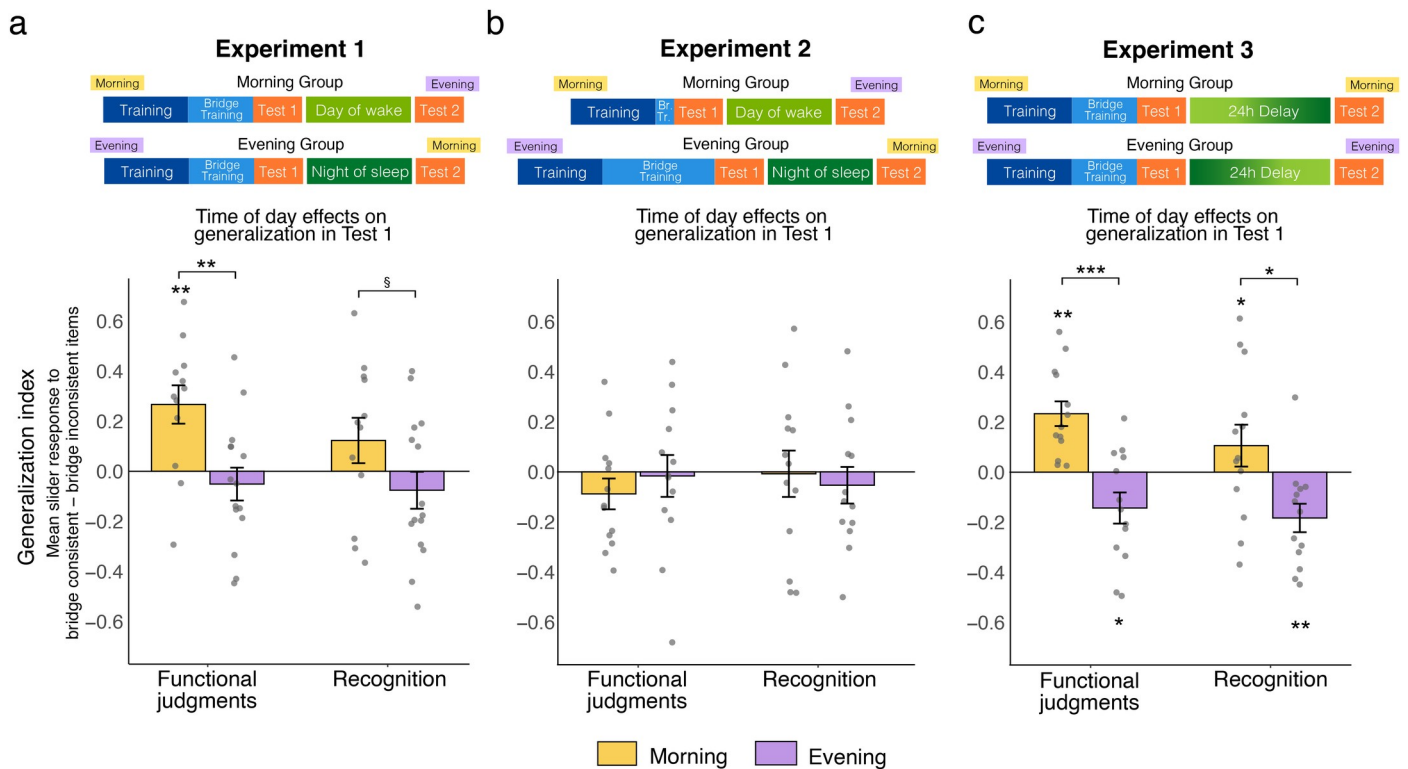 a
Experiment 1
Morning Group
Morning
Evening
Training
Bridge
Training
Test 1
Day of wake
Test 2
Evening Group
Evening
Morning
Training
Bridge
Training
Test 1
Night of sleep
Test 2
Time of day effects on
generalization in Test 1
Generalization index
Mean slider reseponse to
bridge consistent – bridge inconsistent items
**
**
§
0.6
0.4
0.2
0.0
−0.2
−0.4
−0.6
Functional
judgments
Recognition
b
Experiment 2
Morning Group
Morning
Evening
Training
Br
Tr.
Test 1
Day of wake
Test 2
Evening Group
Evening
Morning
Training
Bridge
Training
Test 1
Night of sleep
Test 2
Time of day effects on
generalization in Test 1
0.6
0.4
0.2
0.0
−0.2
−0.4
−0.6
Functional
judgments
Recognition
c
Experiment 3
Morning Group
Morning
Morning
Training
Bridge
Training
Test 1
24h Delay
Test 2
Evening Group
Evening
Evening
Training
Bridge
Training
Test 1
24h Delay
Test 2
Time of day effects on
generalization in Test 1
***
*
**
*
0.6
0.4
0.2
0.0
−0.2
−0.4
−0.6
*
**
Functional
judgments
Recognition
Morning
Evening